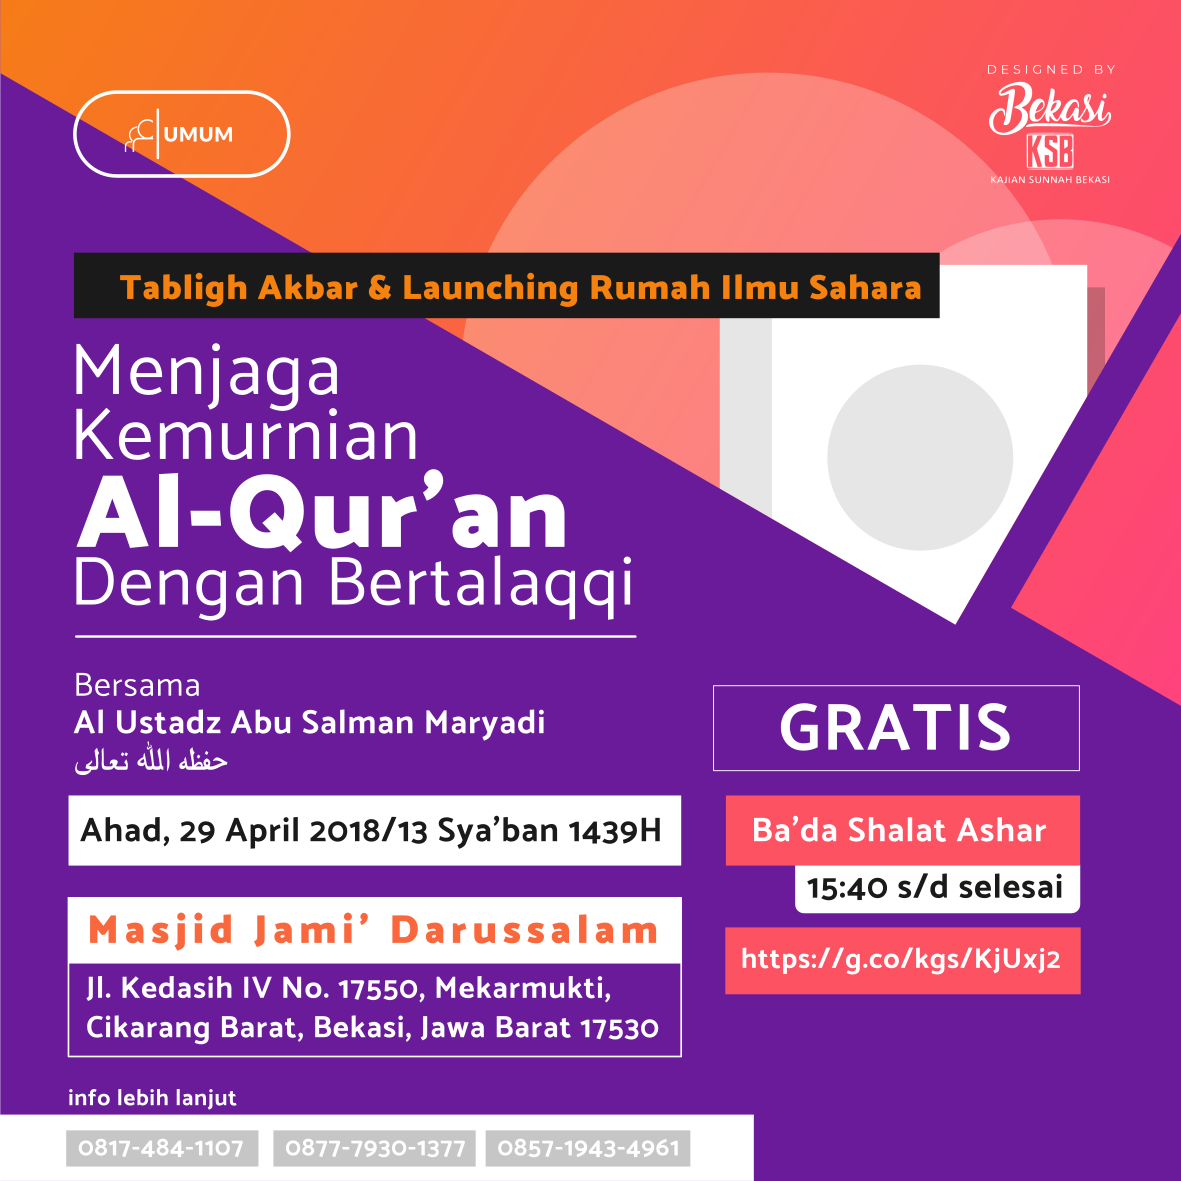 UMUM
DESIGNED BY
Bekasi
KSB
KAJIAN SUNNAH BEKASI
Tabligh Akbar & Launching Rumah Ilmu Sahara
Menjaga
Kemurnian
Al-Qur'an
Dengan Bertalaqqi
Bersama
Al Ustadz Abu Salman Maryadi
حفظه الله تعالى
Ahad, 29 April 2018/13 Sya'ban 1439H
Masjid Jami' Darussalam
Jl. Kedasih IV No. 17550, Mekarmukti,
Cikarang Barat, Bekasi, Jawa Barat 17530
GRATIS
Ba'da Shalat Ashar
15:40 s/d selesai
https://g.co/kgs/KjUxj2
info lebih lanjut
0817-484-1107 0877-7930-1377 0857-1943-4961